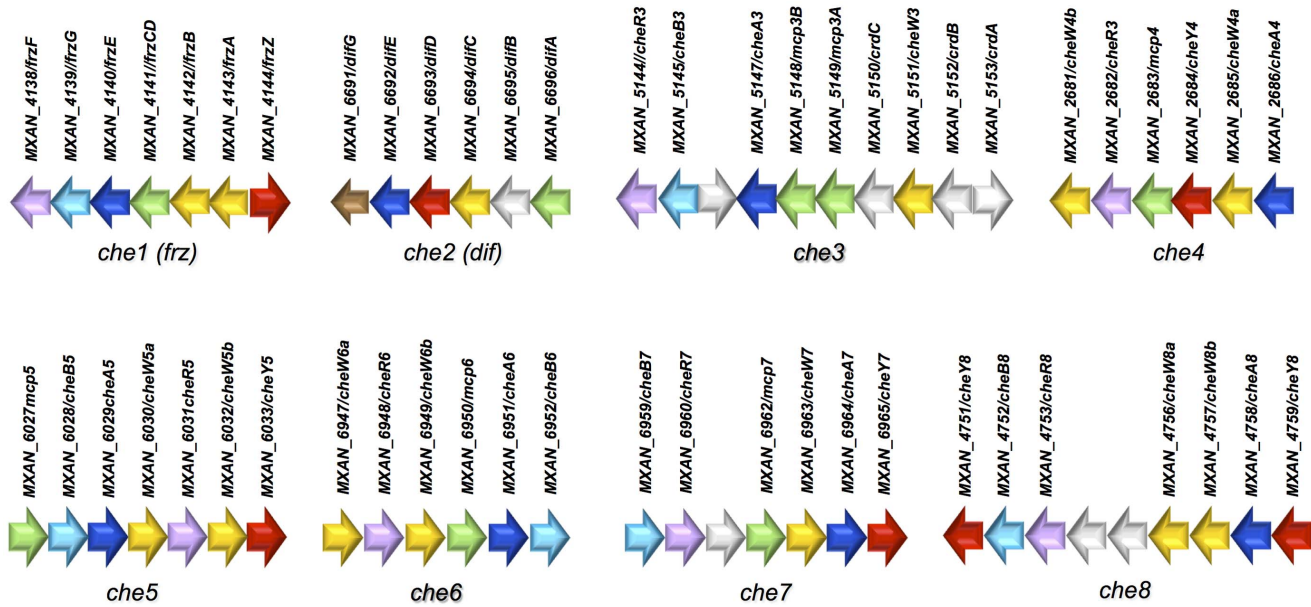 MXAN_4138/frzF
MXAN_4139//frzG
MXAN_4140/frzE
MXAN_4141//frzCD
MXAN_4142//frzB
MXAN_4143/frzA
MXAN_4144/frzZ
che1 (frz)
MXAN_6691/difG
MXAN_6692/difE
MXAN_6693/difD
MXAN_6694/difC
MXAN_6695/difB
MXAN_6696/difA
che2 (dif)
MXAN_5144//cheR3
MXAN_5145/cheB3
MXAN_5147/cheA3
MXAN_5148/mcp3B
MXAN_5149/mcp3A
MXAN_5150/crdC
MXAN_5151/cheW3
MXAN_5152/crdB
MXAN_5153/crdA
che3
MXAN_2681/cheW4b
MXAN_2682/cheR3
MXAN_2683/mcp4
MXAN_2684/cheY4
MXAN_2685/cheW4a
MXAN_2686/cheA4
che4
MXAN_6027mcp5
MXAN_6028/cheB5
MXAN_6029cheA5
MXAN_6030/cheW5a
MXAN_6031cheR5
MXAN_6032/cheW5b
MXAN_6033/cheY5
che5
MXAN_6947/cheW6a
MXAN_6948/cheR6
MXAN_6949/cheW6b
MXAN_6950/mcp6
MXAN_6951/cheA6
MXAN_6952/cheB6
che6
MXAN_6959/cheB7
MXAN_6960/cheR7
MXAN_6962/mcp7
MXAN_6963/cheW7
MXAN_6964/cheA7
MXAN_6965/cheY7
che7
MXAN_4751/cheY8
MXAN_4752/cheB8
MXAN_4753/cheR8
MXAN_4756/cheW8a
MXAN_4757/cheW8b
MXAN_4758/cheA8
MXAN_4759/cheY8
che8